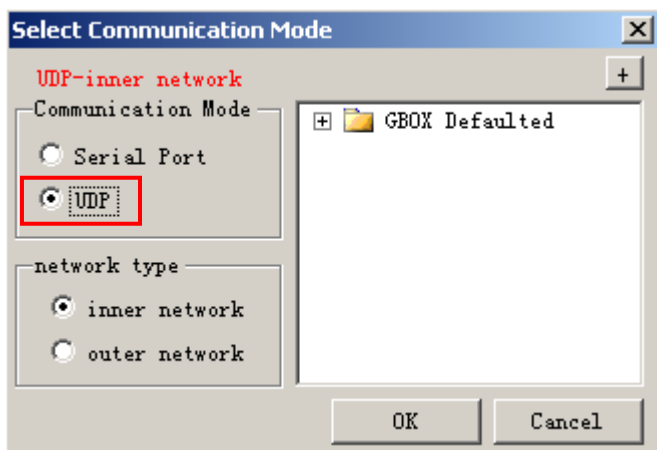 Select Communication Mode
UDP-inner network
+
Communication Mode
Serial Port
UDP
network type
inner network
outer network
GBOX Defaulted
OK
Cancel